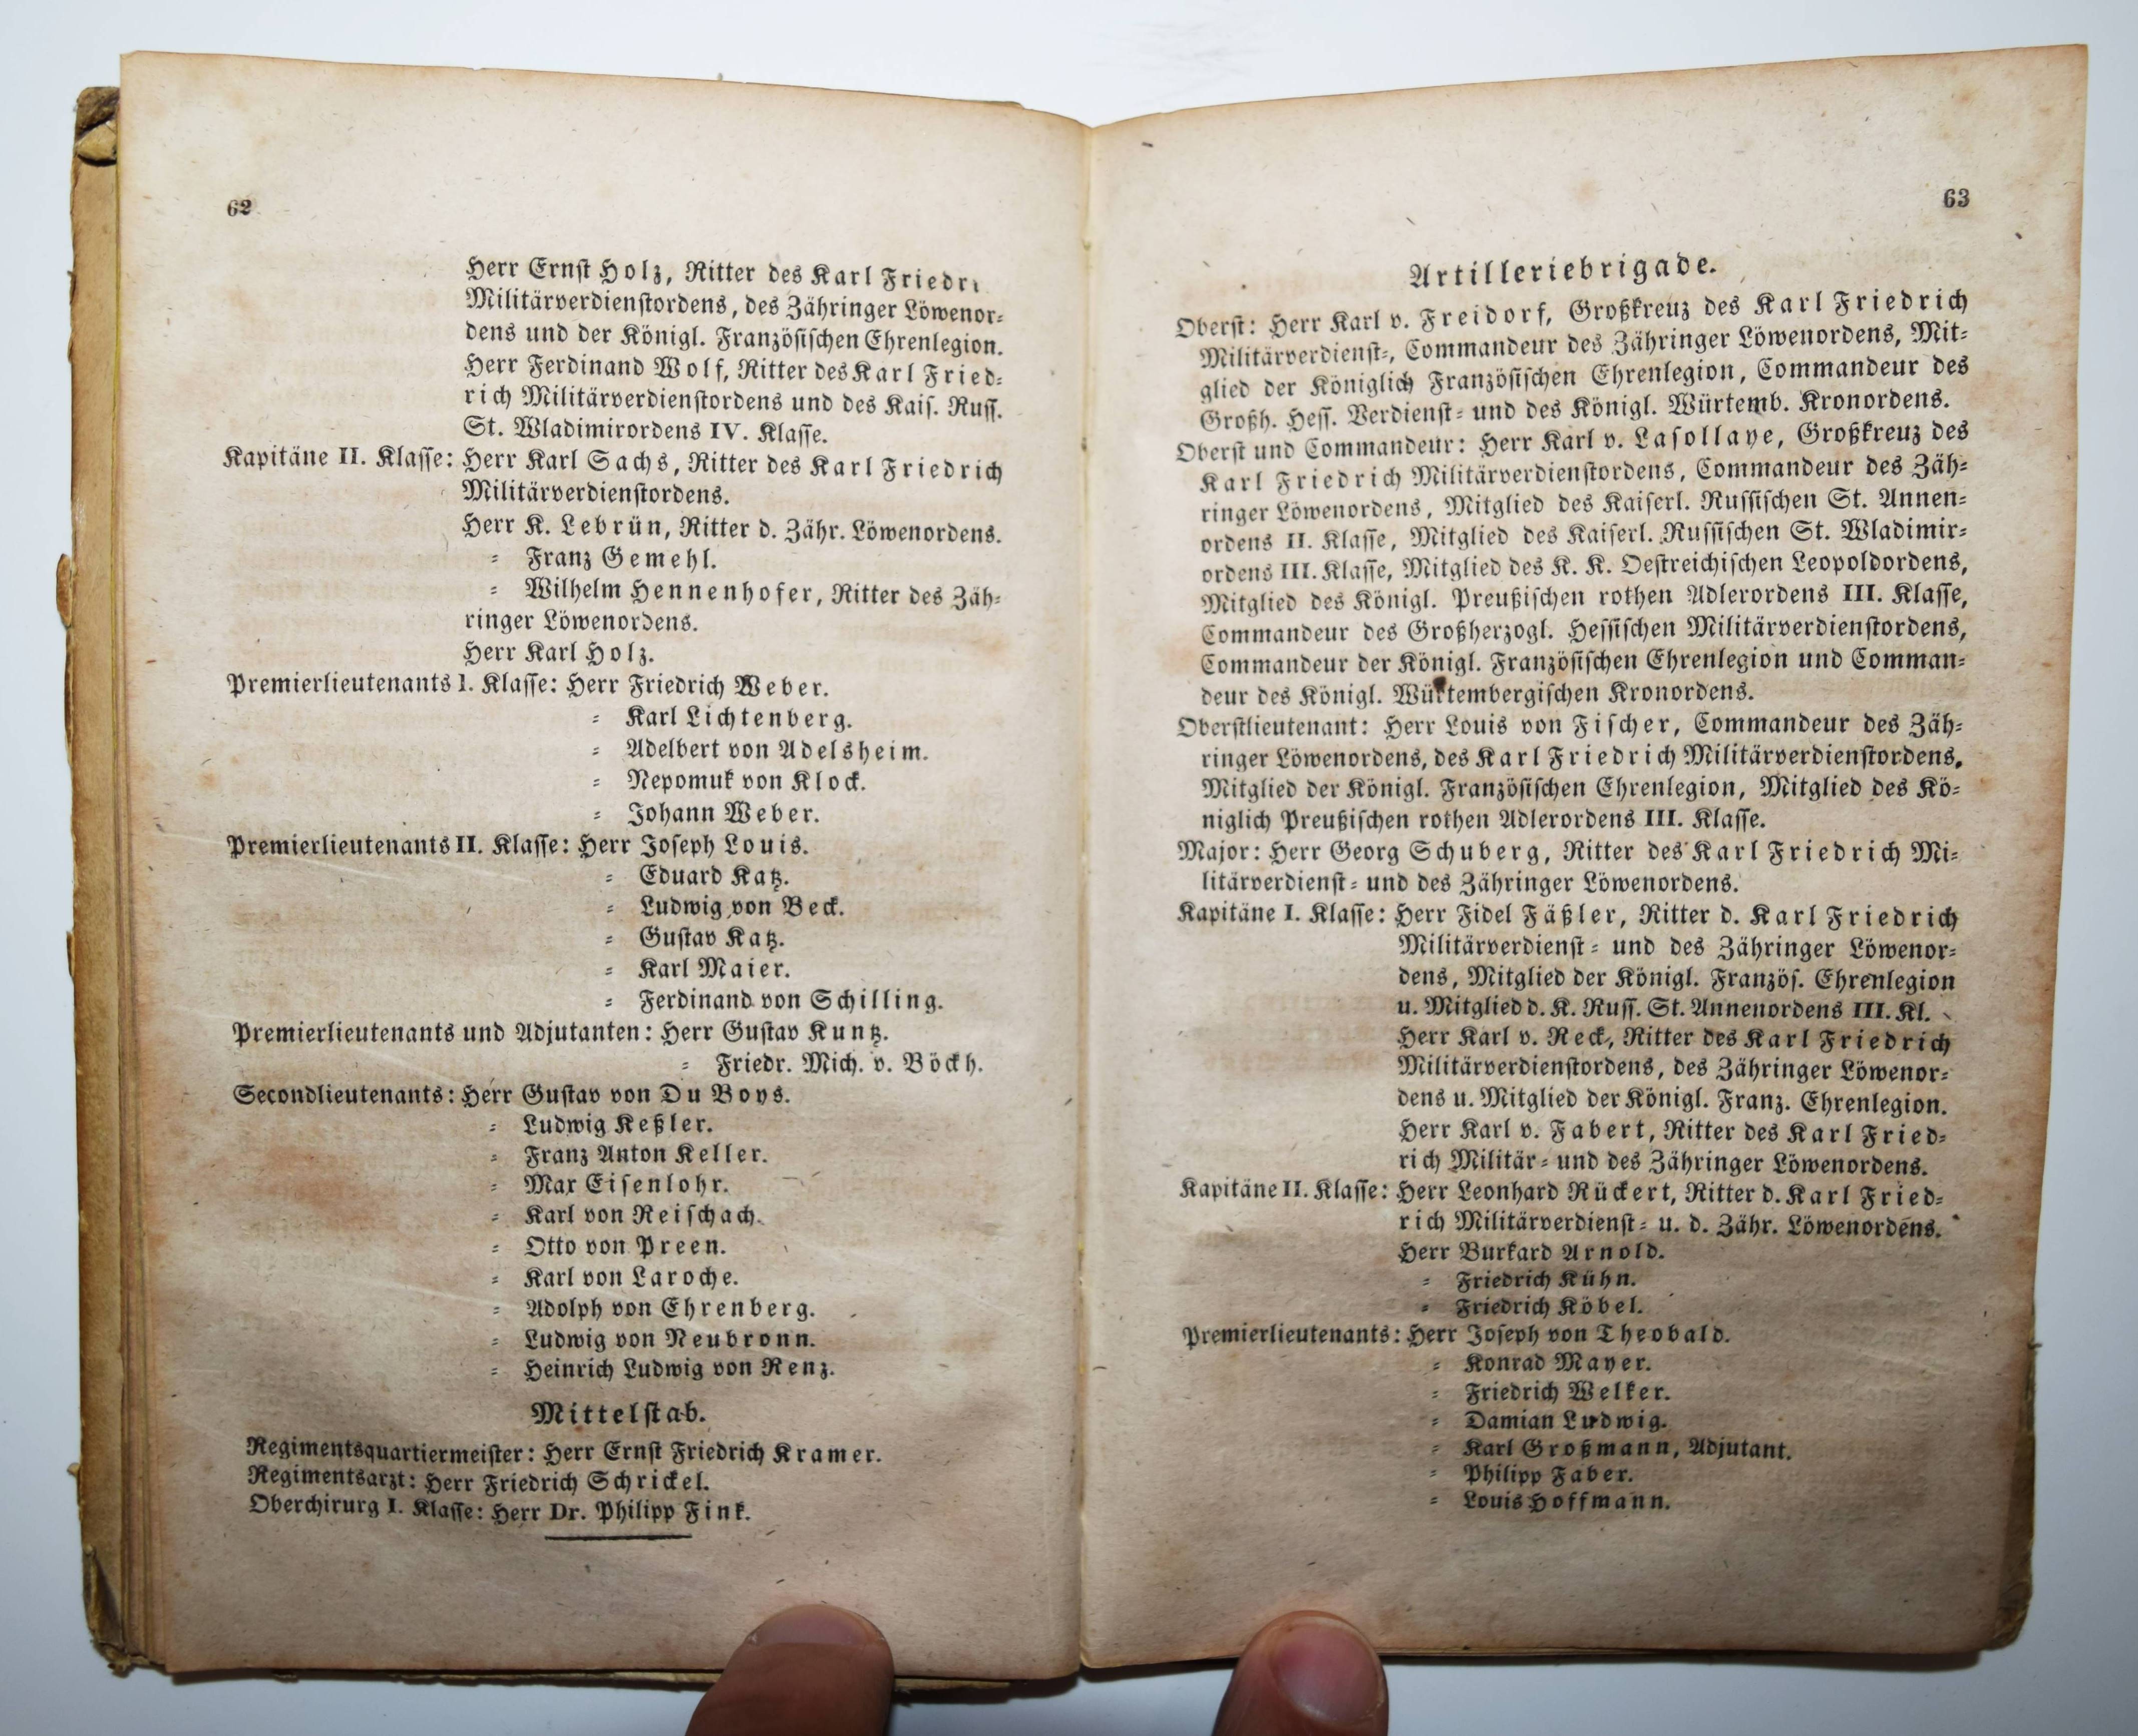 62
Herr Ernst Holz, Ritter des Karl Friedri
Militärverdienstordens, des Zähringer Löwenor-
dens und der Königl. Französischen Ehrenlegion.
Herr Ferdinand Wolf, Ritter des Karl Fried-
rich Militärverdienstordens und des Kais. Russ.
St. Wladimirordens IV. Klasse.
Kapitäne II. Klasse: Herr Karl Sachs, Ritter des Karl Friedrich
Militärverdienstordens.
Herr K. Lebrün, Ritter d. Zähr. Löwenordens.
- Franz Gemehl.
- Wilhelm Hennenhofer, Ritter des Zäh-
ringer Löwenordens.
Herr Karl Holz.
Premierlieutenants I. Klasse: Herr Friedrich Weber.
- Karl Lichtenberg.
- Adelbert von Adelsheim.
- Nepomuk von Klock.
- Johann Weber.
Premierlieutenants II. Klasse: Herr Joseph Louis.
- Eduard Katz.
- Ludwig von Beck.
- Gustav Katz.
- Karl Maier.
- Ferdinand von Schilling.
Premierlieutenants und Adjutanten: Herr Gustav Kuntz.
- Friedr. Mich. v. Böckh.
Secondlieutenants: Herr Gustav von Du Boys.
- Ludwig Keßler.
- Franz Anton Keller.
- Max Eisenlohr.
- Karl von Reischach.
- Otto von Preen.
- Karl von Laroche.
- Adolph von Ehrenberg.
- Ludwig von Neubronn.
- Heinrich Ludwig von Renz.
Mittelstab.
Regimentsquartiermeister: Herr Ernst Friedrich Kramer.
Regimentsarzt: Herr Friedrich Schrickel.
Oberchirurg I. Klasse: Herr Dr. Philipp Fink.
63
Artilleriebrigade.
Oberst: Herr Karl v. Freidorf, Großkreuz des Karl Friedrich
Militärverdienst-, Commandeur des Zähringer Löwenordens, Mit-
glied der Königlich Französischen Ehrenlegion, Commandeur des
Großh. Hess. Verdienst- und des Königl. Würtemb. Kronordens.
Oberst und Commandeur: Herr Karl v. Lasollaye, Großkreuz des
Karl Friedrich Militärverdienstordens, Commandeur des Zäh-
ringer Löwenordens, Mitglied des Kaiserl. Russischen St. Annen-
ordens II. Klasse, Mitglied des Kaiserl. Russischen St. Wladimir-
ordens III. Klasse, Mitglied des K. K. Oestreichischen Leopoldordens,
Mitglied des Königl. Preußischen rothen Adlerordens III. Klasse,
Commandeur des Großherzogl. Hessischen Militärverdienstordens,
Commandeur der Königl. Französischen Ehrenlegion und Comman-
deur des Königl. Würtembergischen Kronordens.
Oberstlieutenant: Herr Louis von Fischer, Commandeur des Zäh-
ringer Löwenordens, des Karl Friedrich Militärverdienstordens,
Mitglied der Königl. Französischen Ehrenlegion, Mitglied des Kö-
niglich Preußischen rothen Adlerordens III. Klasse.
Major: Herr Georg Schuberg, Ritter des Karl Friedrich Mi-
litärverdienst- und des Zähringer Löwenordens.
Kapitäne I. Klasse: Herr Fidel Fäßler, Ritter d. Karl Friedrich
Militärverdienst- und des Zähringer Löwenor-
dens, Mitglied der Königl. Französ. Ehrenlegion
u. Mitglied d. K. Russ. St. Annenordens III. Kl.
Herr Karl v. Reck, Ritter des Karl Friedrich
Militärverdienstordens, des Zähringer Löwenor-
dens u. Mitglied der Königl. Franz. Ehrenlegion.
Herr Karl v. Fabert, Ritter des Karl Fried-
rich Militär- und des Zähringer Löwenordens.
Kapitäne II. Klasse: Herr Leonhard Rückert, Ritter d. Karl Fried-
rich Militärverdienst- u. d. Zähr. Löwenordens.
Herr Burkard Arnold.
- Friedrich Kühn.
- Friedrich Köbel.
Premierlieutenants: Herr Joseph von Theobald.
- Konrad Mayer.
- Friedrich Welker.
- Damian Ludwig.
- Karl Großmann, Adjutant.
- Philipp Faber.
- Louis Hoffmann.